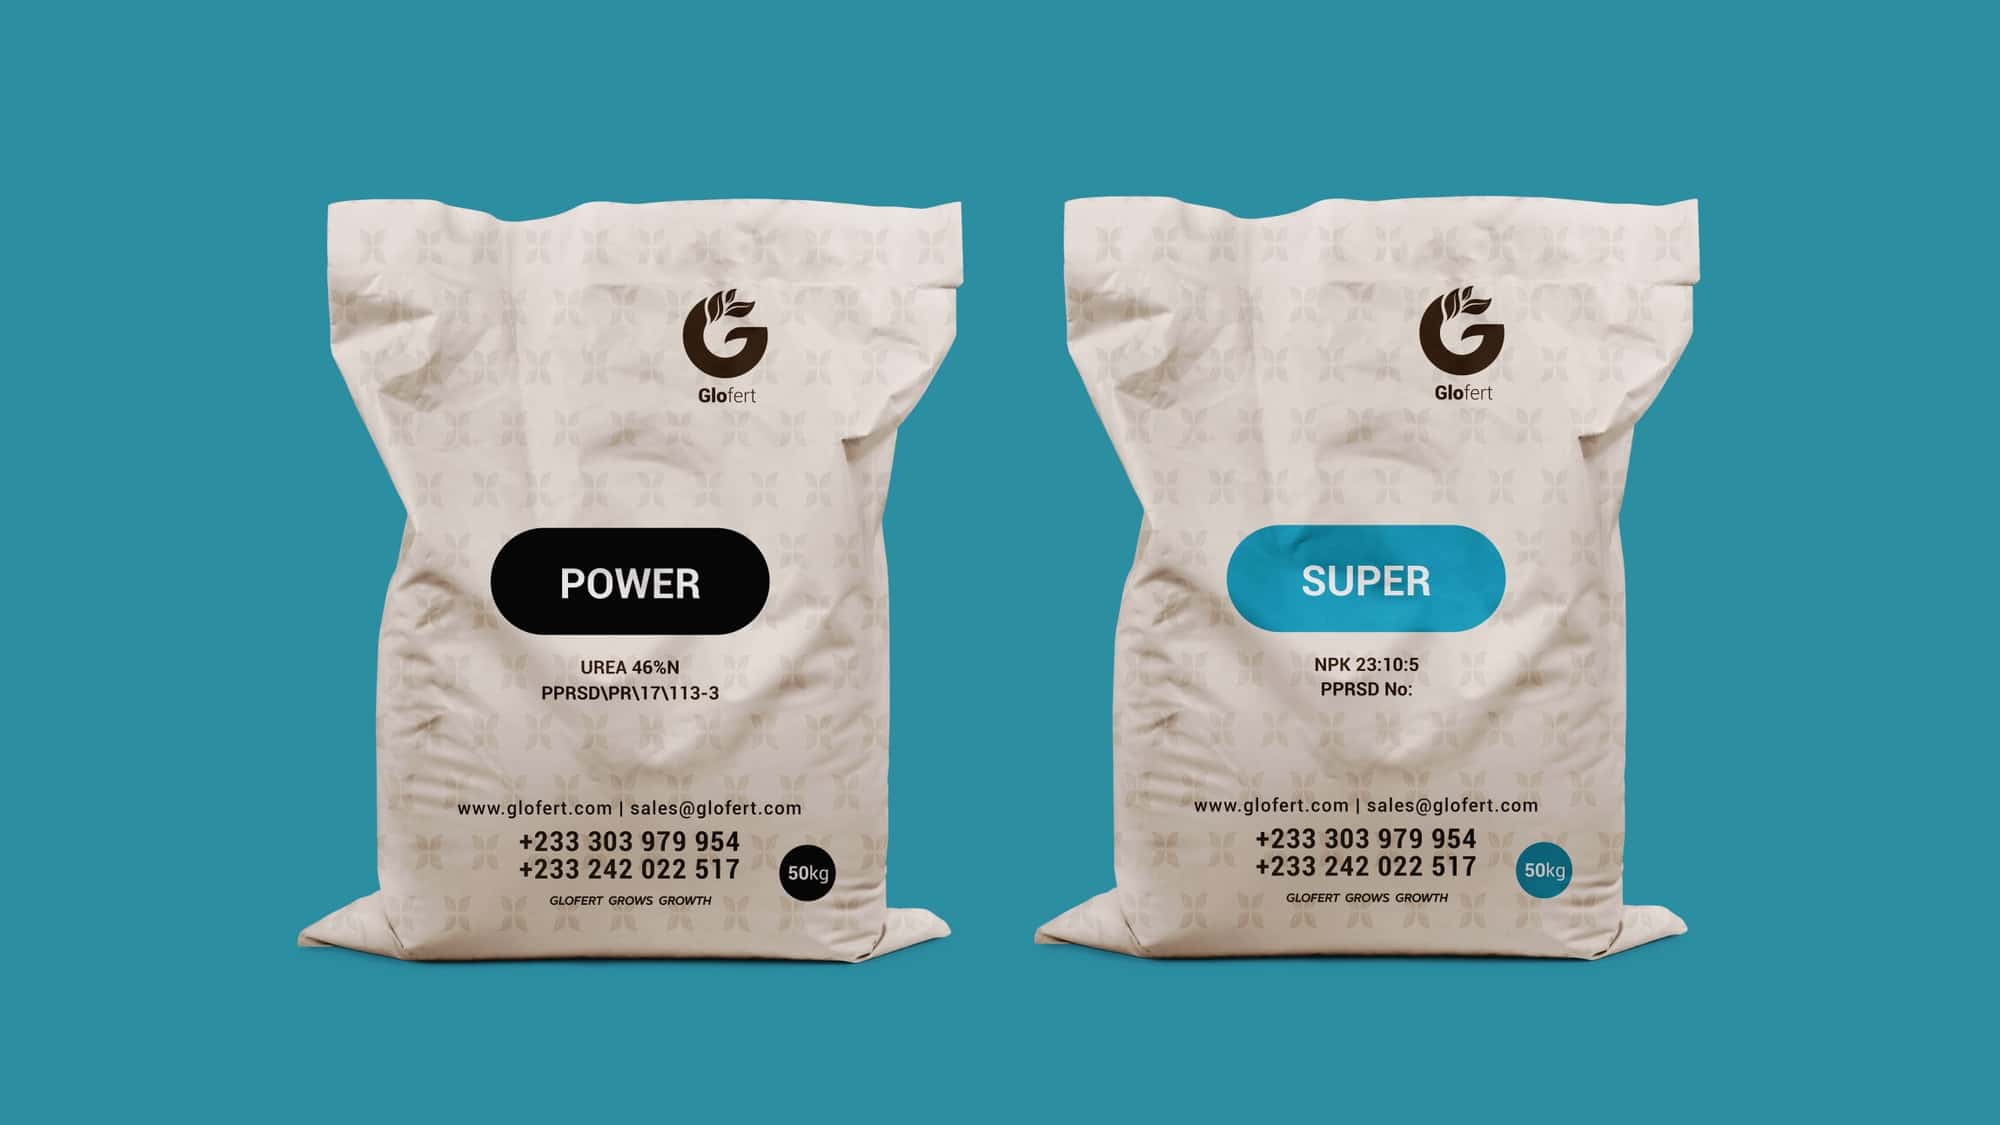 Glofert
POWER
UREA 46%N
PPRSD\PR\17\113-3
www.glofert.com | sales@glofert.com
+233 303 979 954
+233 242 022 517
50kg
GLOFERT GROWS GROWTH
Glofert
SUPER
NPK 23:10:5
PPRSD No:
www.glofert.com | sales@glofert.com
+233 303 979 954
+233 242 022 517
50kg
GLOFERT GROWS GROWTH